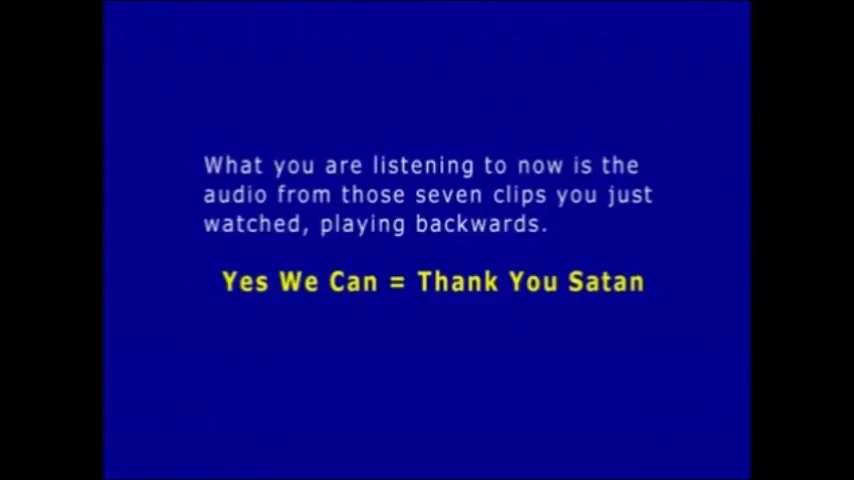 What you are listening to now is the
audio from those seven clips you just
watched, playing backwards.
Yes We Can = Thank You Satan